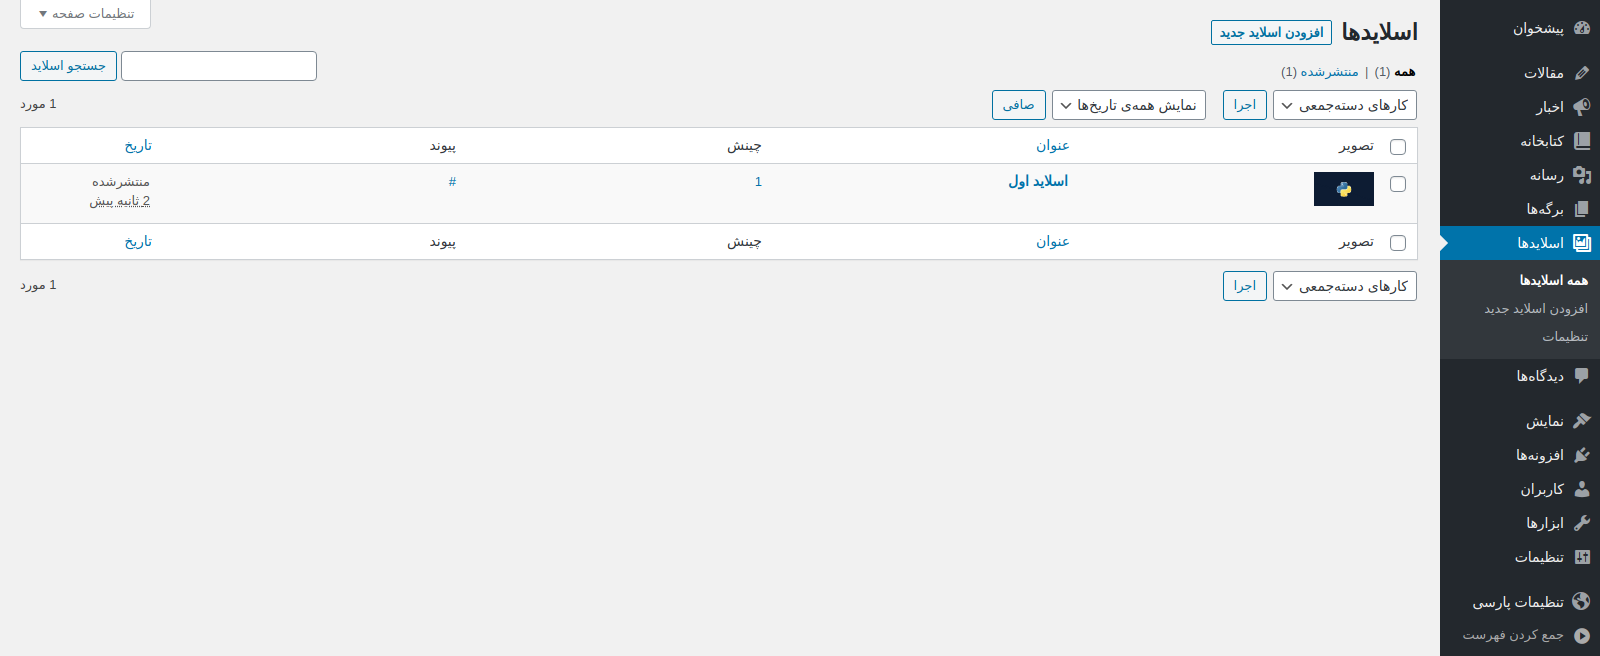 پیشخوان
مقالات
اخبار
کتابخانه
رسانه
برگه‌ها
اسلایدها
همه اسلایدها
افزودن اسلاید جدید
تنظیمات
دیدگاه‌ها
نمایش
افزونه‌ها
کاربران
ابزارها
تنظیمات
تنظیمات پارسی
جمع کردن فهرست
تنظیمات صفحه
اسلایدها افزودن اسلاید جدید
همه (1) | منتشرشده (1)
جستجو اسلاید
کارهای دسته‌جمعی اجرا نمایش همه‌ی تاریخ‌ها صافی
1 مورد
تصویر عنوان چینش پیوند تاریخ
اسلاید اول 1 # منتشرشده
2 ثانیه پیش
تصویر عنوان چینش پیوند تاریخ
کارهای دسته‌جمعی اجرا
1 مورد